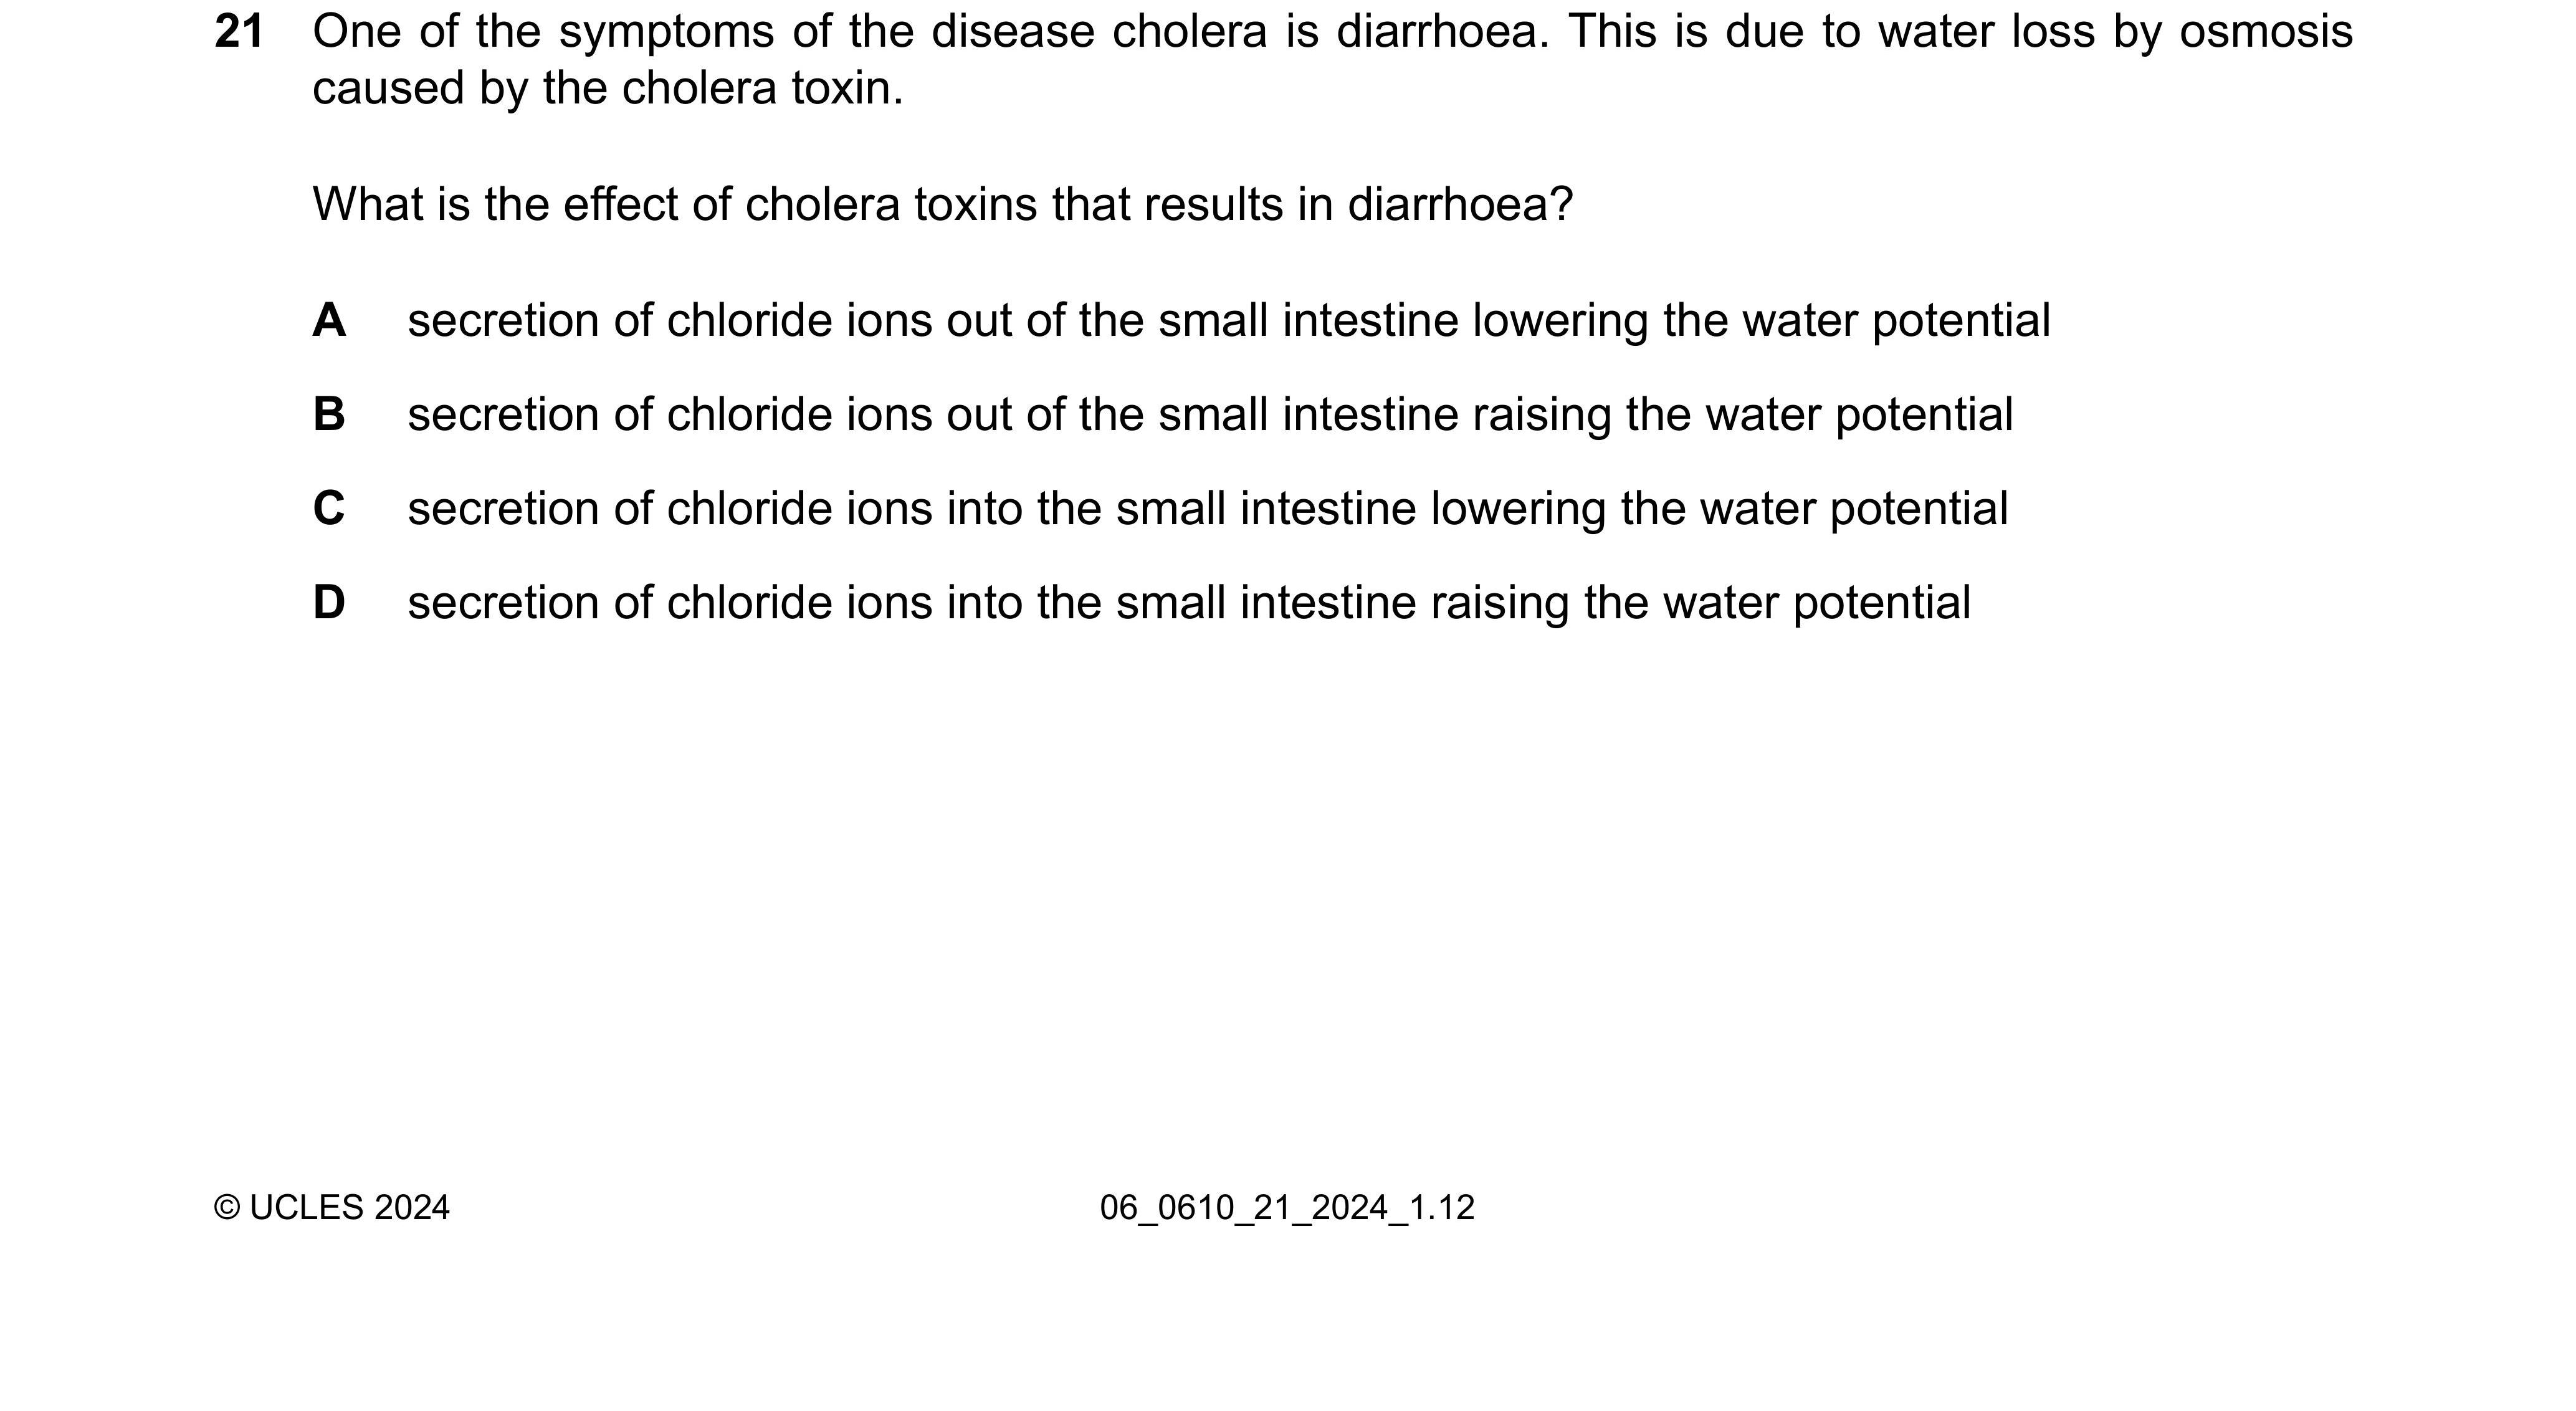 21 One of the symptoms of the disease cholera is diarrhoea. This is due to water loss by osmosis
caused by the cholera toxin.
What is the effect of cholera toxins that results in diarrhoea?
A secretion of chloride ions out of the small intestine lowering the water potential
B secretion of chloride ions out of the small intestine raising the water potential
C secretion of chloride ions into the small intestine lowering the water potential
D secretion of chloride ions into the small intestine raising the water potential
© UCLES 2024 06_0610_21_2024_1.12